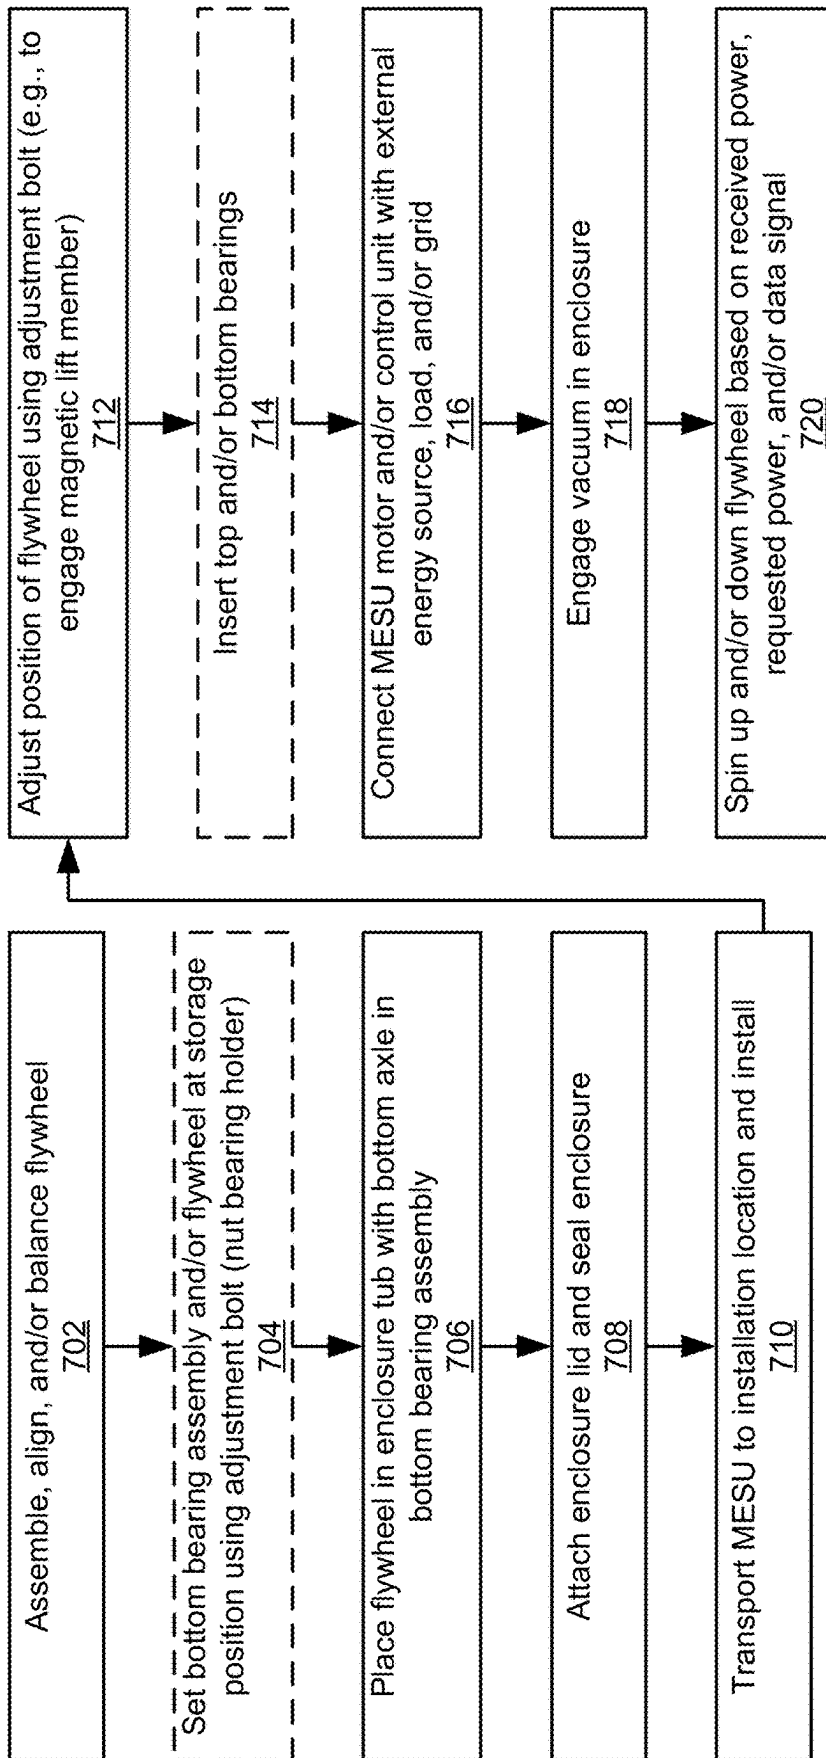 Assemble, align, and/or balance flywheel
702
Set bottom bearing assembly and/or flywheel at storage
position using adjustment bolt (nut bearing holder)
704
Place flywheel in enclosure tub with bottom axle in
bottom bearing assembly
706
Attach enclosure lid and seal enclosure
708
Transport MESU to installation location and install
710
Adjust position of flywheel using adjustment bolt (e.g., to
engage magnetic lift member)
712
Insert top and/or bottom bearings
714
Connect MESU motor and/or control unit with external
energy source, load, and/or grid
716
Engage vacuum in enclosure
718
Spin up and/or down flywheel based on received power,
requested power, and/or data signal
720